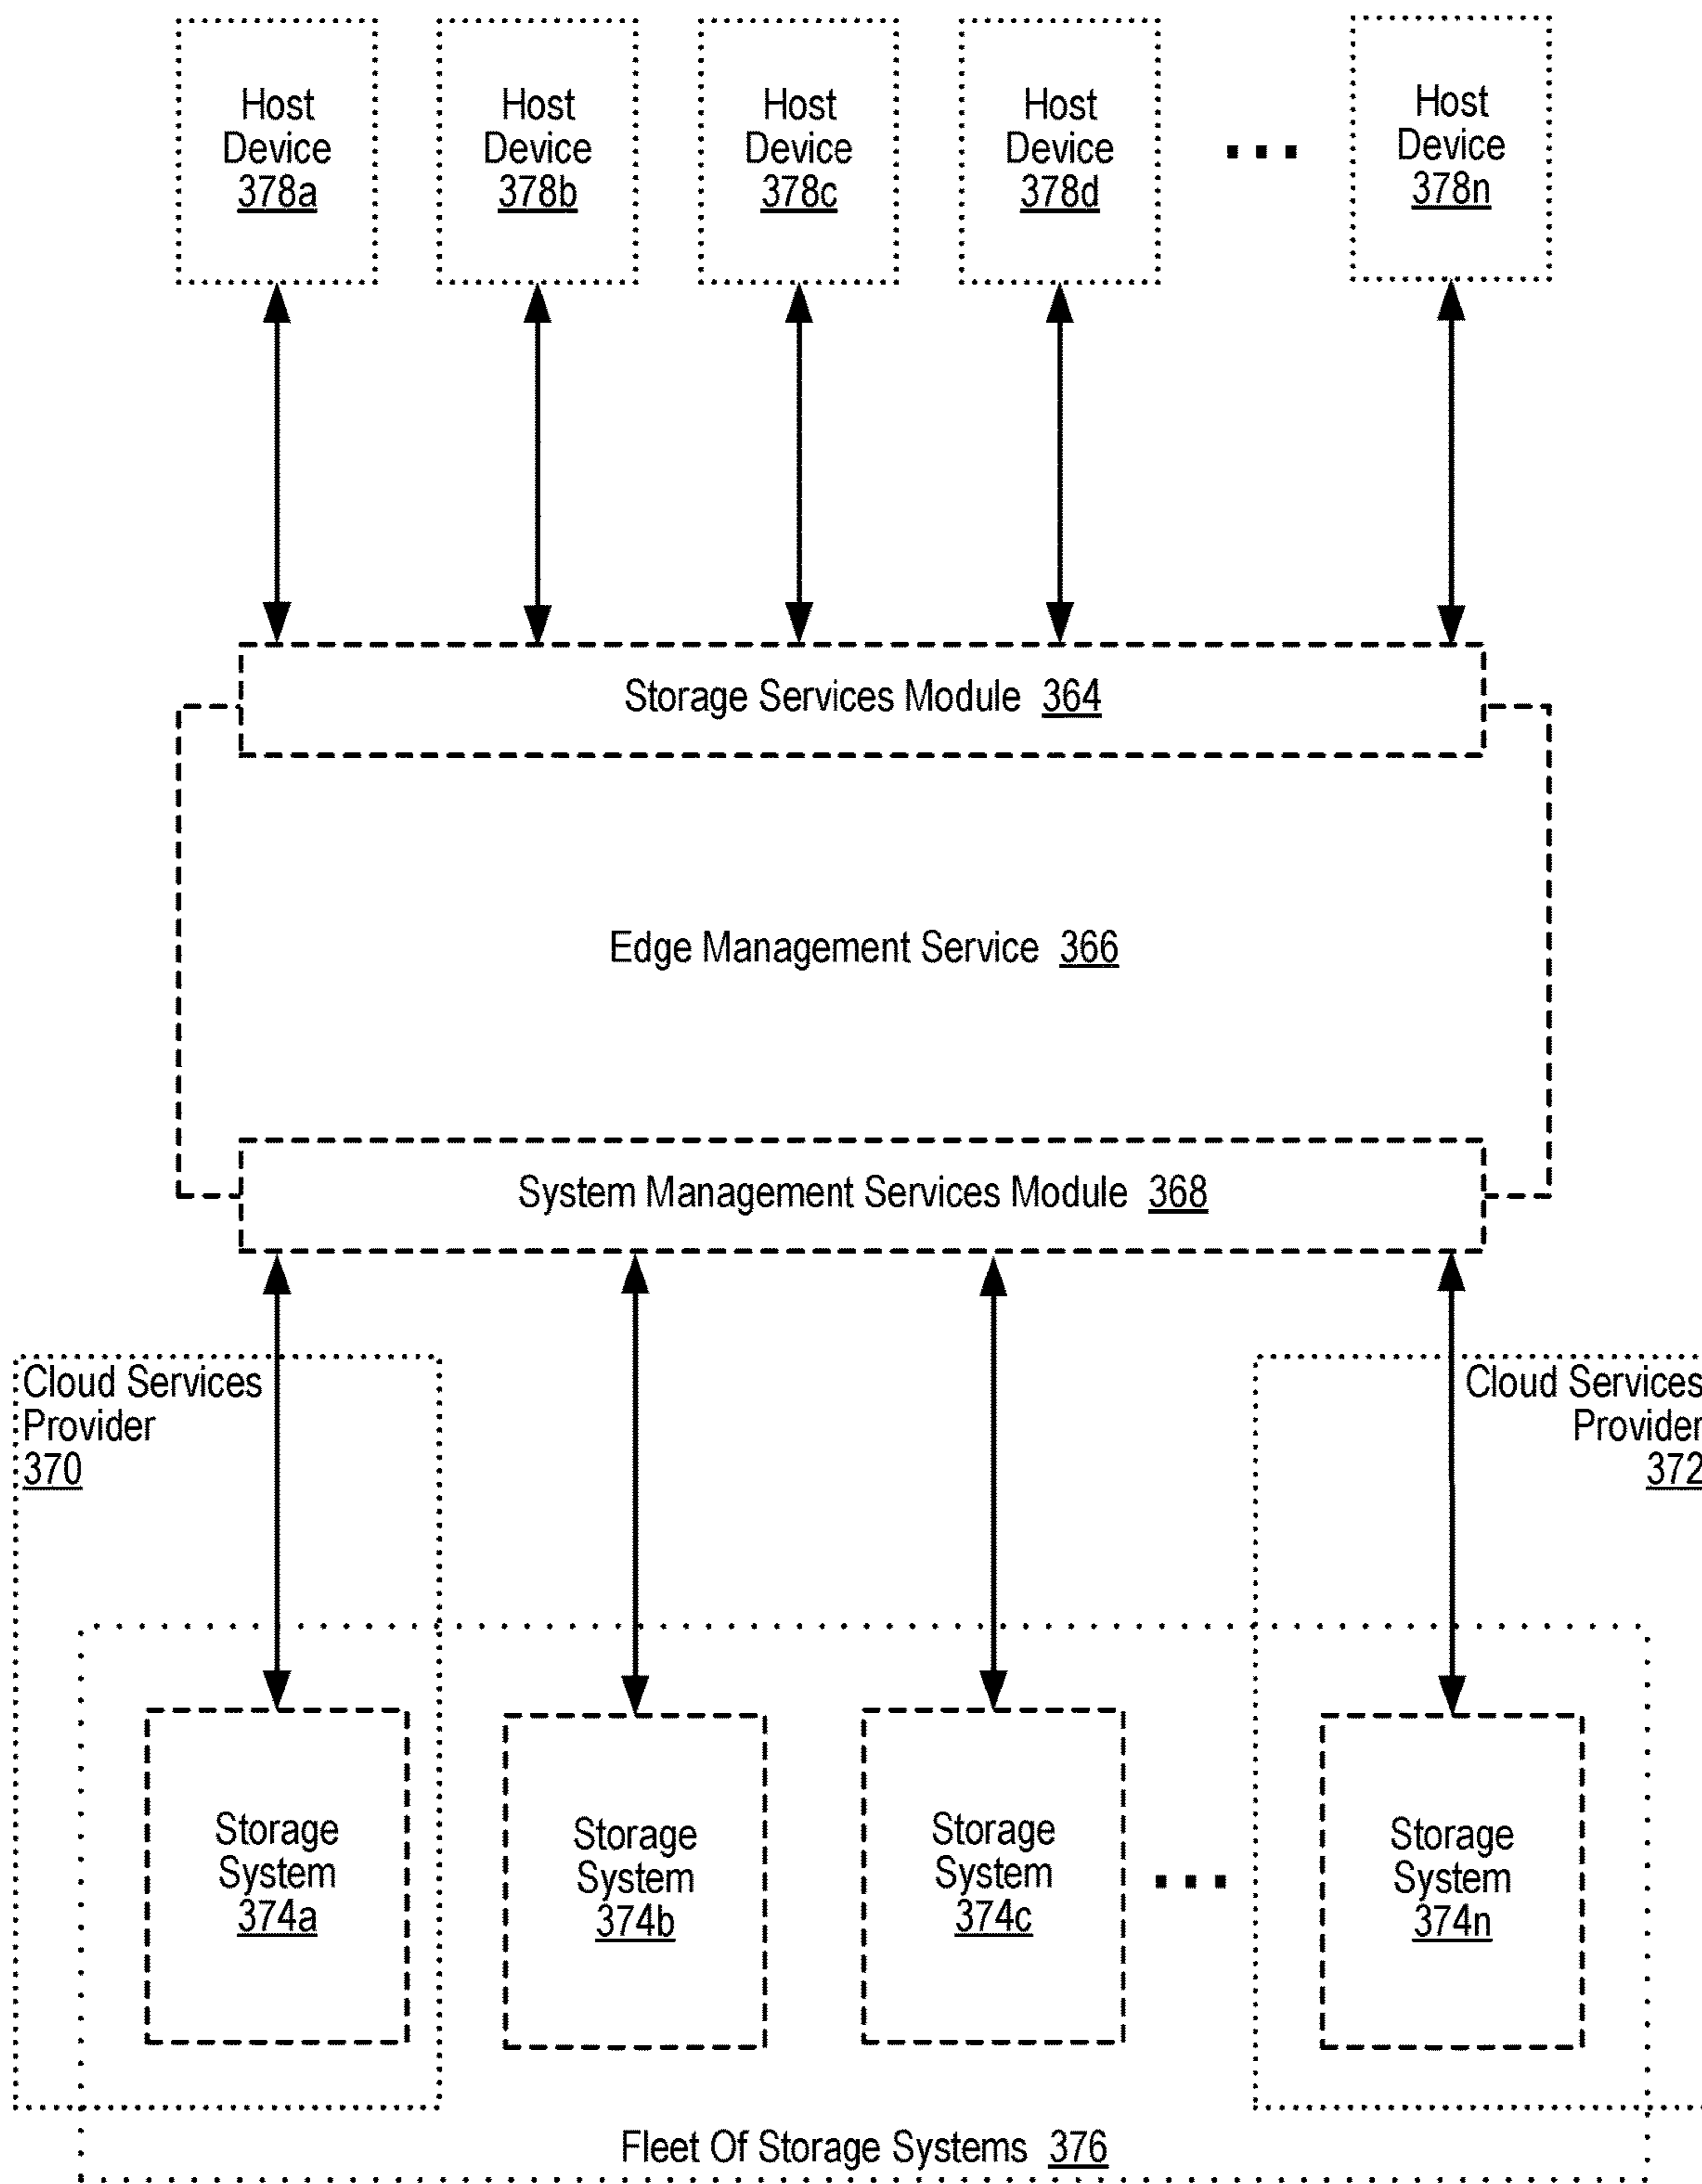 Host
Device
378a
Host
Device
378b
Host
Device
378c
Host
Device
378d
...
Host
Device
378n
Storage Services Module 364
Edge Management Service 366
System Management Services Module 368
Cloud Services
Provider
370
Cloud Services
Provider
372
Storage
System
374a
Storage
System
374b
Storage
System
374c
...
Storage
System
374n
Fleet Of Storage Systems 376